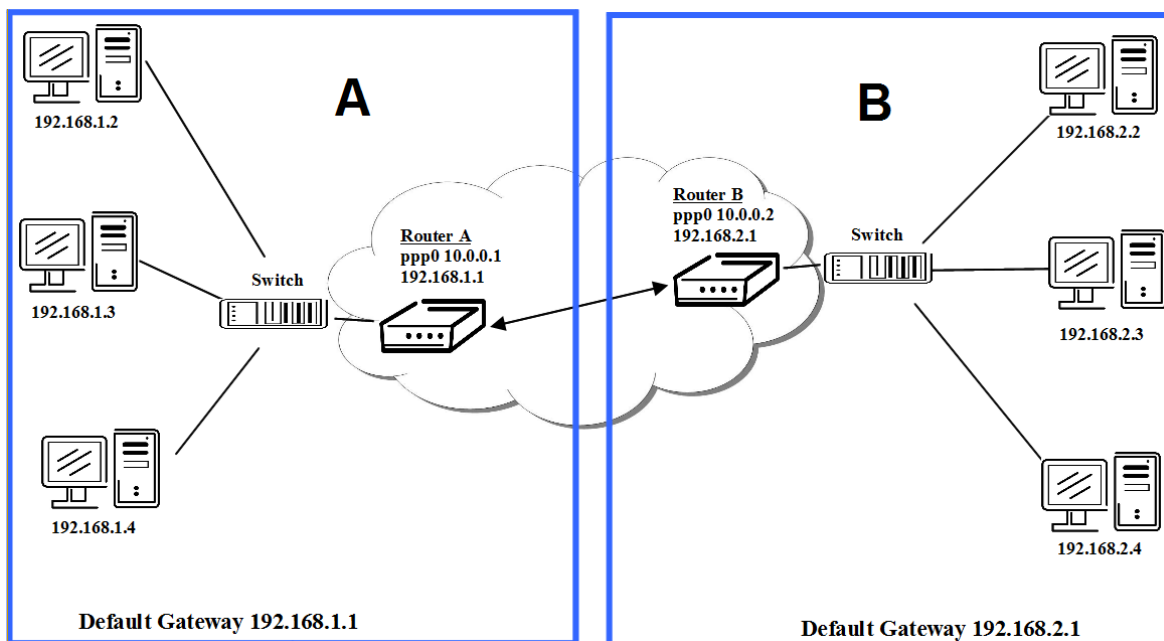 A
192.168.1.2
192.168.1.3
192.168.1.4
Switch
Router A
ppp0 10.0.0.1
192.168.1.1
Default Gateway 192.168.1.1
B
Router B
ppp0 10.0.0.2
192.168.2.1
Switch
192.168.2.2
192.168.2.3
192.168.2.4
Default Gateway 192.168.2.1